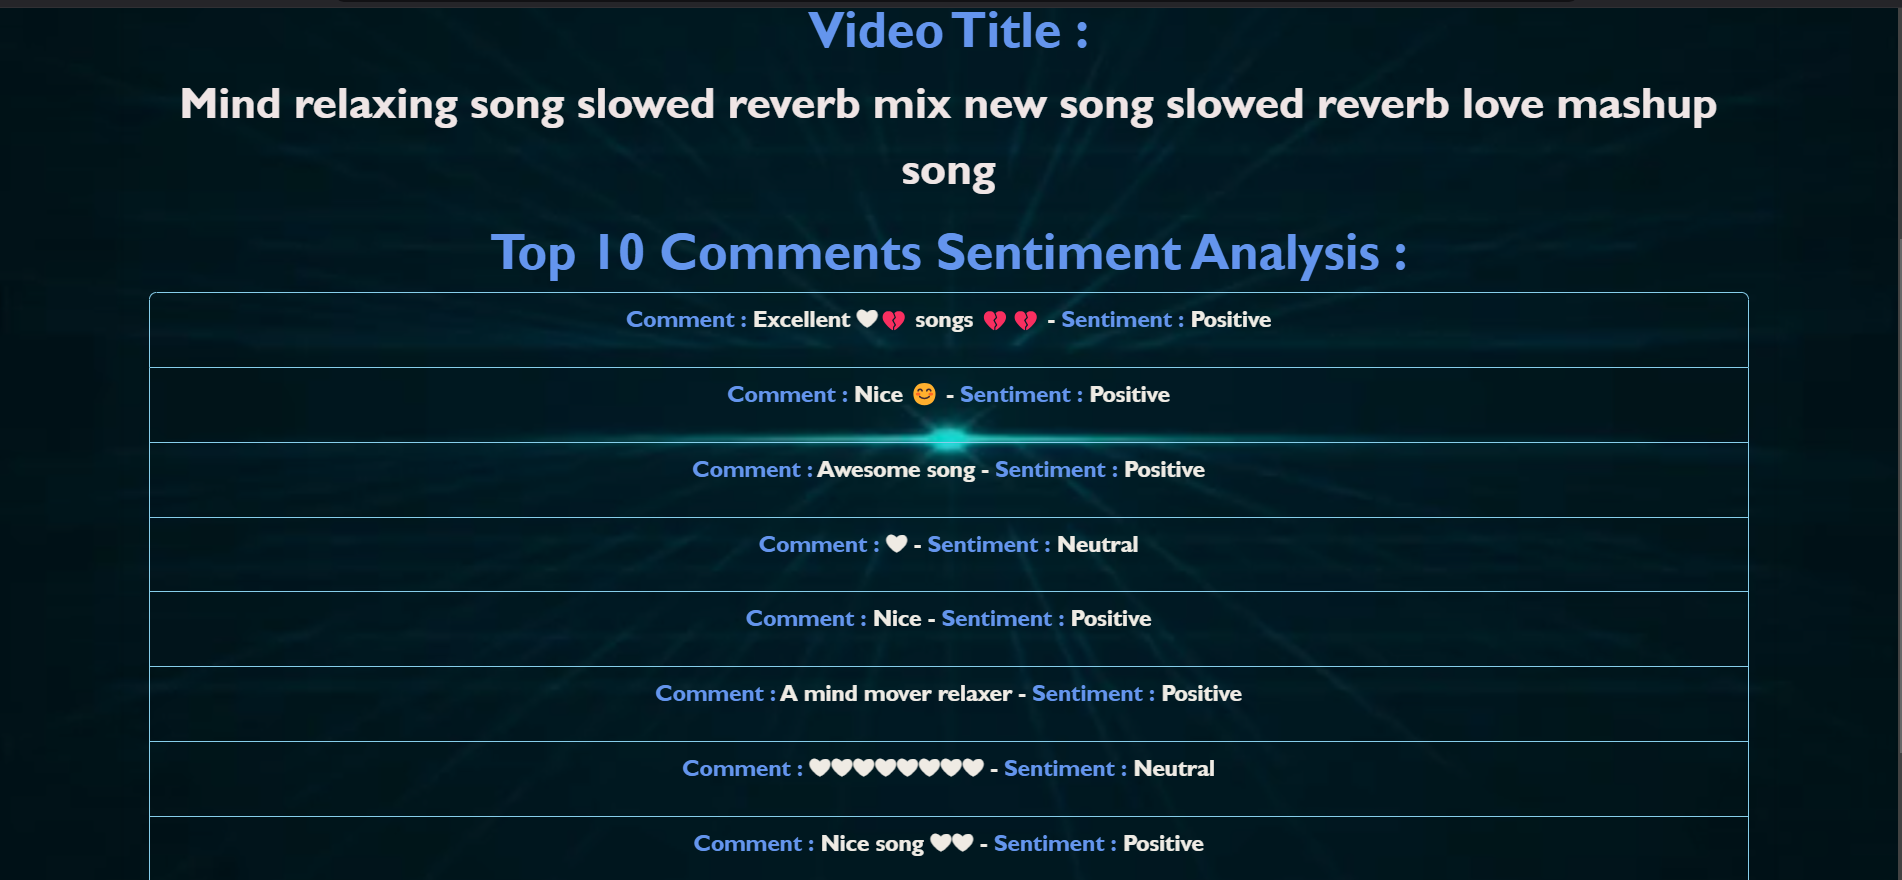 Video Title :
Mind relaxing song slowed reverb mix new song slowed reverb love mashup
song
Top 10 Comments Sentiment Analysis :
Comment : Excellent 🤍💔 songs 💔 💔 - Sentiment : Positive
Comment : Nice 😊 - Sentiment : Positive
Comment : Awesome song - Sentiment : Positive
Comment : 🤍 - Sentiment : Neutral
Comment : Nice - Sentiment : Positive
Comment : A mind mover relaxer - Sentiment : Positive
Comment : 🤍🤍🤍🤍🤍🤍🤍🤍 - Sentiment : Neutral
Comment : Nice song 🤍🤍 - Sentiment : Positive